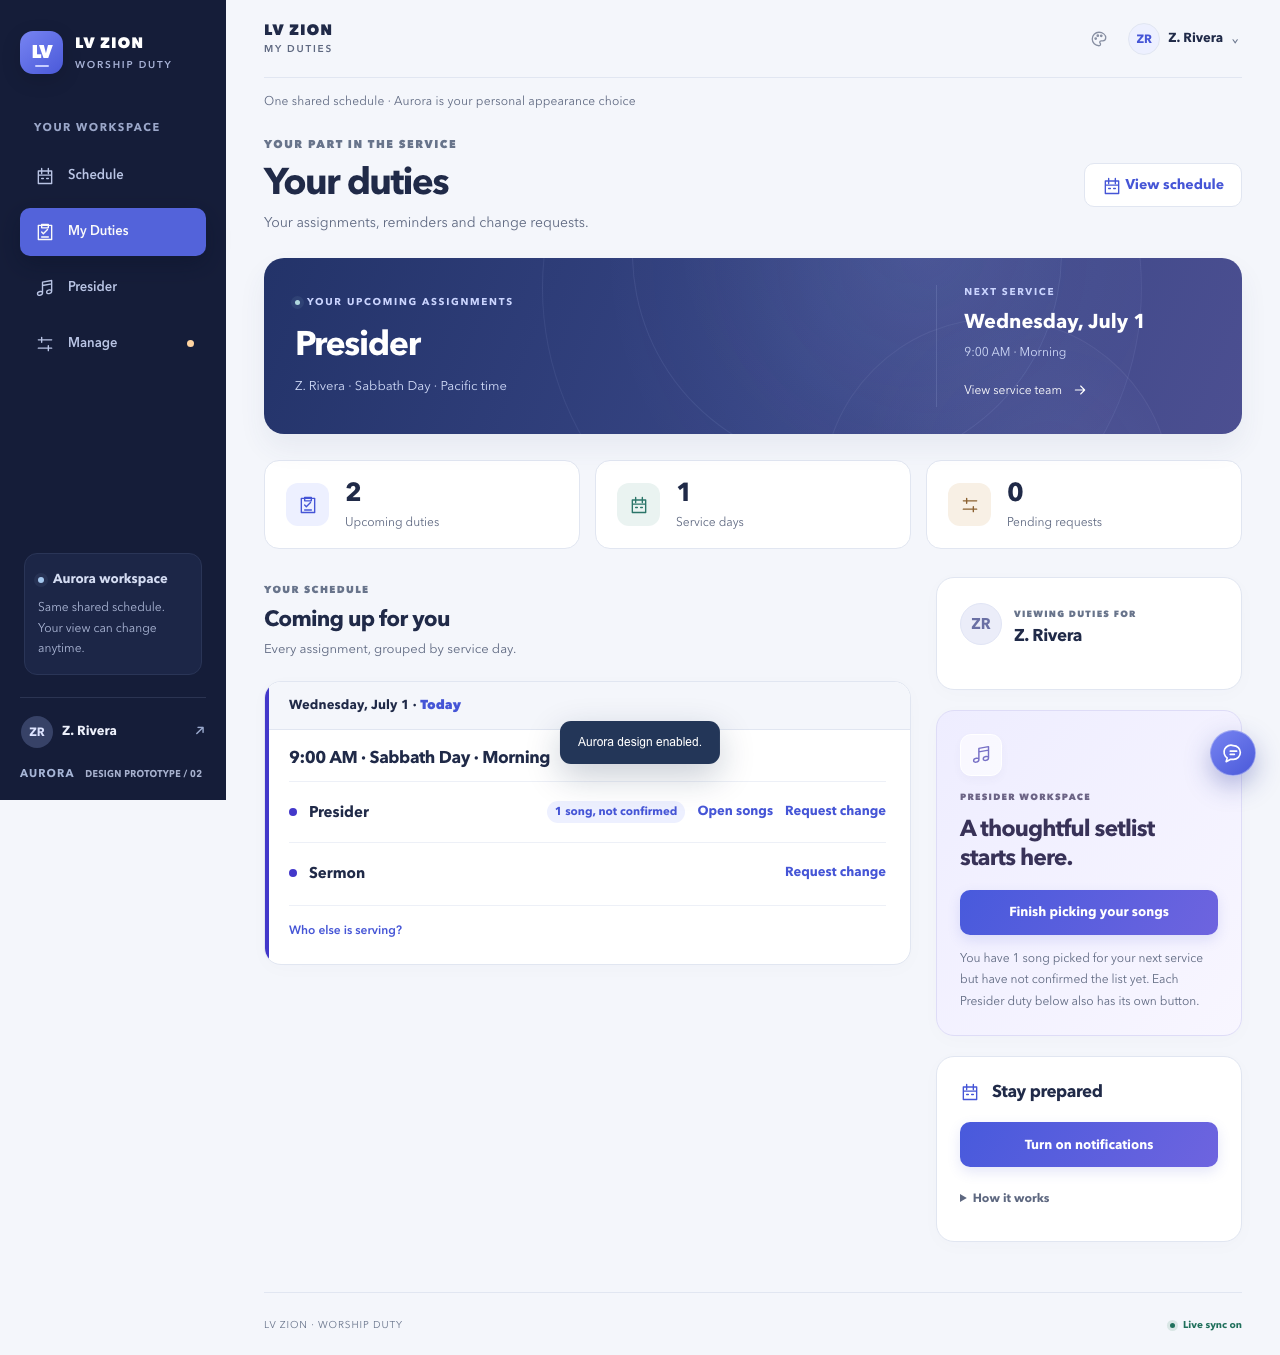 LV
LV ZION
WORSHIP DUTY
YOUR WORKSPACE
Schedule
My Duties
Presider
Manage
Aurora workspace
Same shared schedule.
Your view can change
anytime.
ZR
Z. Rivera
AURORA DESIGN PROTOTYPE / 02
LV ZION
MY DUTIES
ZR
Z. Rivera
One shared schedule · Aurora is your personal appearance choice
YOUR PART IN THE SERVICE
Your duties
Your assignments, reminders and change requests.
View schedule
YOUR UPCOMING ASSIGNMENTS
Presider
Z. Rivera · Sabbath Day · Pacific time
NEXT SERVICE
Wednesday, July 1
9:00 AM · Morning
View service team
2
Upcoming duties
1
Service days
0
Pending requests
YOUR SCHEDULE
Coming up for you
Every assignment, grouped by service day.
Wednesday, July 1 · Today
9:00 AM · Sabbath Day · Morning
Aurora design enabled.
Presider
1 song, not confirmed
Open songs
Request change
Sermon
Request change
Who else is serving?
ZR
VIEWING DUTIES FOR
Z. Rivera
PRESIDER WORKSPACE
A thoughtful setlist
starts here.
Finish picking your songs
You have 1 song picked for your next service
but have not confirmed the list yet. Each
Presider duty below also has its own button.
Stay prepared
Turn on notifications
How it works
LV ZION · WORSHIP DUTY
Live sync on